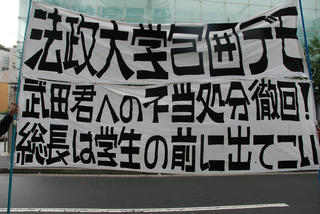 法政大学包囲デモ
武田君への不当処分徹回!
総長は学生の前に出てこい